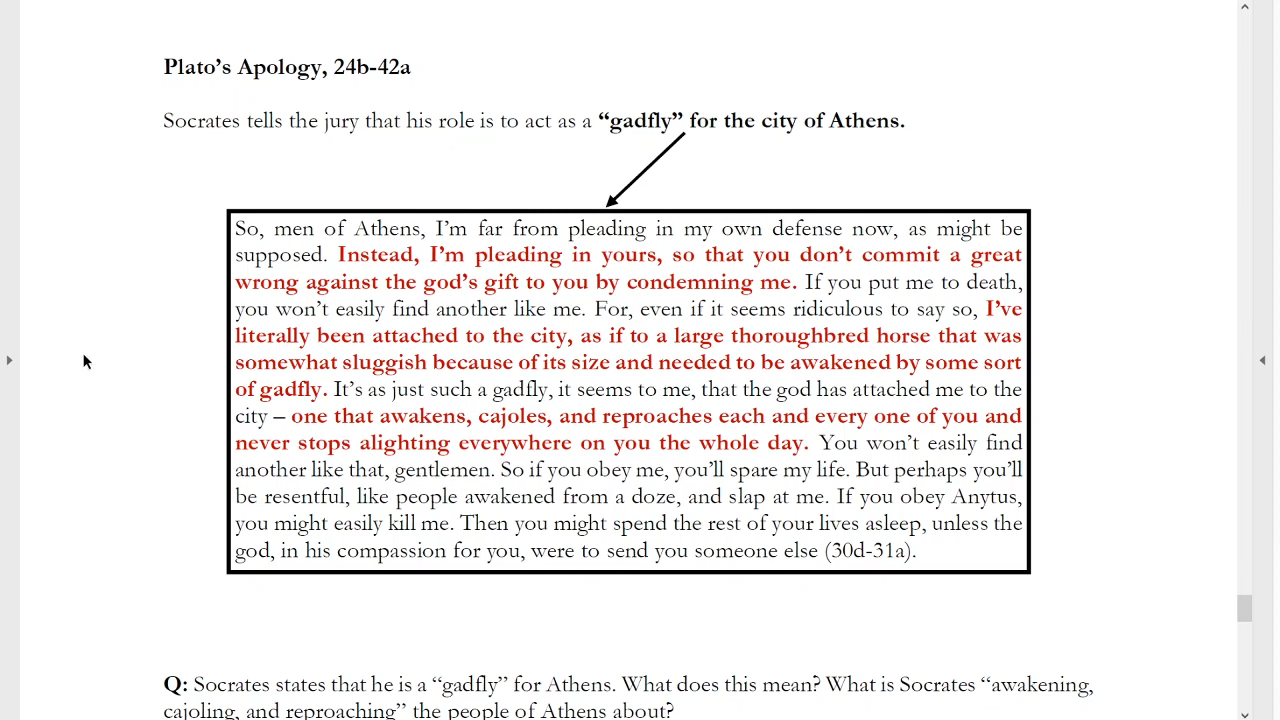 Plato’s Apology, 24b-42a
Socrates tells the jury that his role is to act as a “gadfly” for the city of Athens.
So, men of Athens, I’m far from pleading in my own defense now, as might be
supposed. Instead, I’m pleading in yours, so that you don’t commit a great
wrong against the god’s gift to you by condemning me. If you put me to death,
you won’t easily find another like me. For, even if it seems ridiculous to say so, I’ve
literally been attached to the city, as if to a large thoroughbred horse that was
somewhat sluggish because of its size and needed to be awakened by some sort
of gadfly. It’s as just such a gadfly, it seems to me, that the god has attached me to the
city – one that awakens, cajoles, and reproaches each and every one of you and
never stops alighting everywhere on you the whole day. You won’t easily find
another like that, gentlemen. So if you obey me, you’ll spare my life. But perhaps you’ll
be resentful, like people awakened from a doze, and slap at me. If you obey Anytus,
you might easily kill me. Then you might spend the rest of your lives asleep, unless the
god, in his compassion for you, were to send you someone else (30d-31a).
Q: Socrates states that he is a “gadfly” for Athens. What does this mean? What is Socrates “awakening,
cajoling, and reproaching” the people of Athens about?